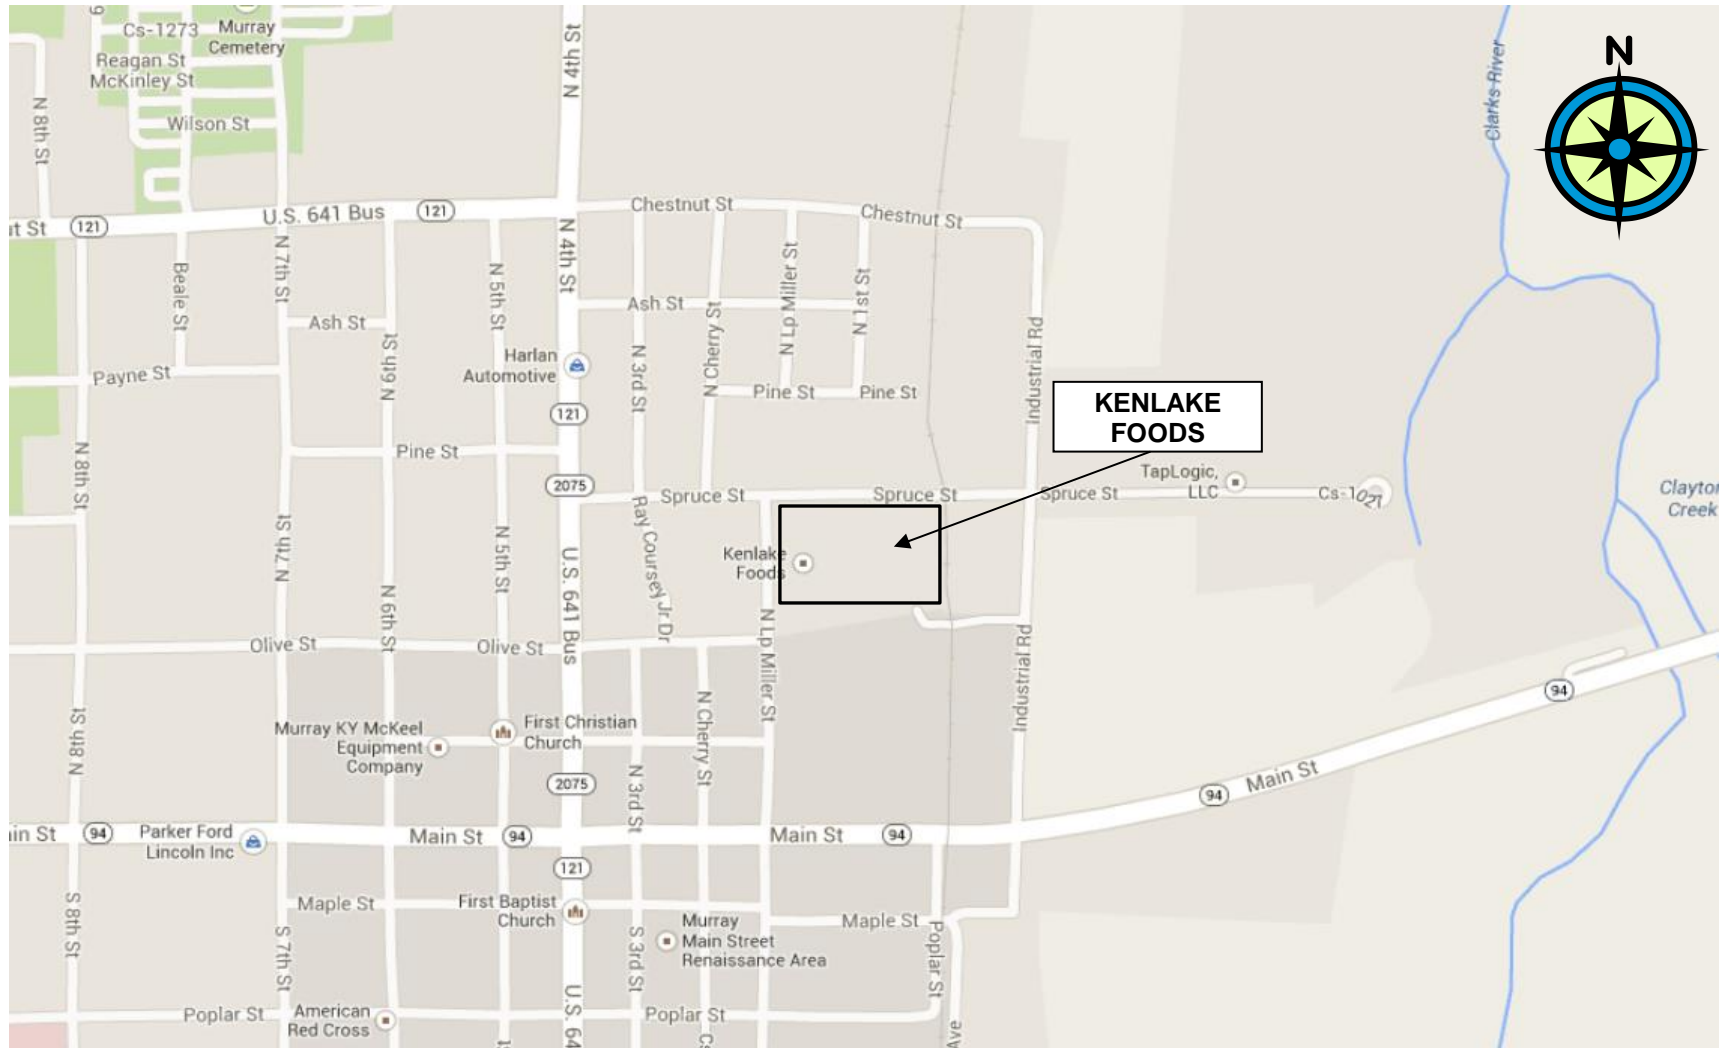 Cs-1273
Murray
Cemetery
Reagan St
McKinley St
Wilson St
N 8th St
N 4th St
Clarks River
N
ut St
121
U.S. 641 Bus
121
Chestnut St
Chestnut St
Beale St
N 7th St
N 5th St
N 4th St
Ash St
Ash St
N Lp Miller St
N 1st St
N 6th St
N 3rd St
N Cherry St
Industrial Rd
Harlan
Automotive
Payne St
Pine St
Pine St
121
KENLAKE
FOODS
N 8th St
Pine St
2075
Spruce St
Spruce St
Spruce St
TapLogic,
LLC
Cs-1021
Clayton
Creek
N 7th St
N 5th St
Ray Coursey Jr Dr
U.S. 641 Bus
Kenlake
Foods
N 6th St
N Lp Miller St
Industrial Rd
Olive St
Olive St
94
N 8th St
Murray KY McKeel
Equipment
Company
First Christian
Church
N Cherry St
2075
N 3rd St
94
Main St
ain St
94
Parker Ford
Lincoln Inc
Main St
94
Main St
94
121
S 8th St
Maple St
First Baptist
Church
S 7th St
S 3rd St
Murray
Main Street
Renaissance Area
Maple St
Poplar St
Poplar St
American
Red Cross
U.S. 64
Poplar St
Ave